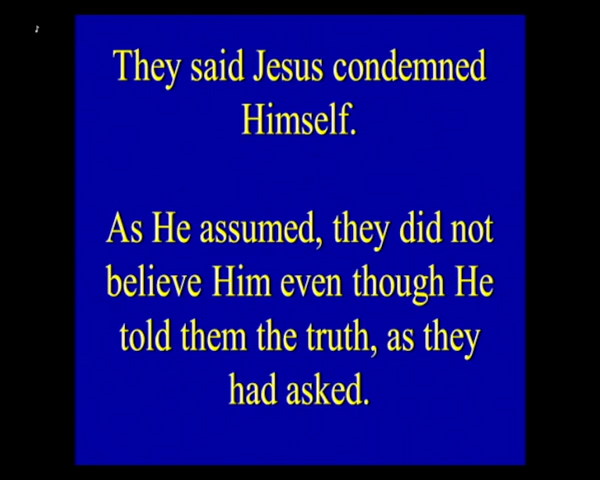 They said Jesus condemned
Himself.
As He assumed, they did not
believe Him even though He
told them the truth, as they
had asked.